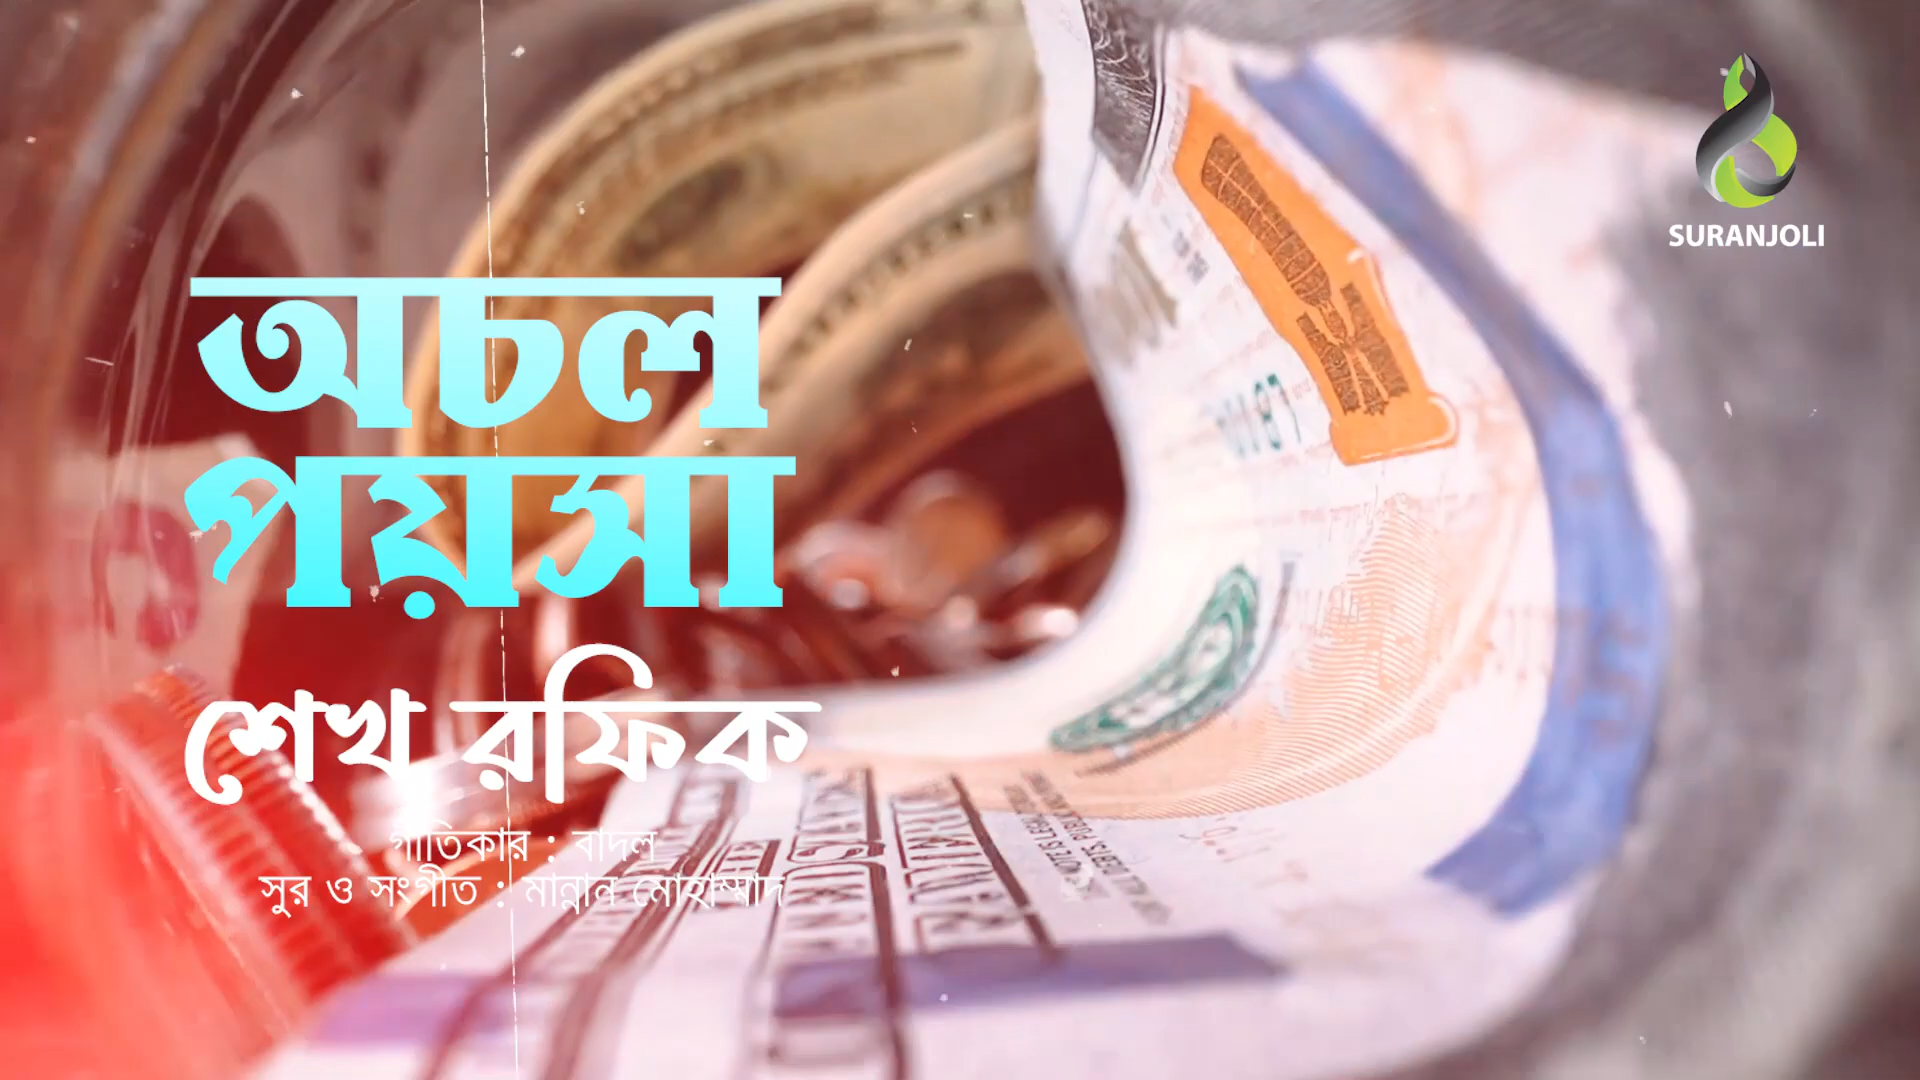 SURANJOLI
অচল
পয়সা
শেখ রফিক
গীতিকার : বাদল
সুর ও সংগীত : মান্নান মোহাম্মাদ